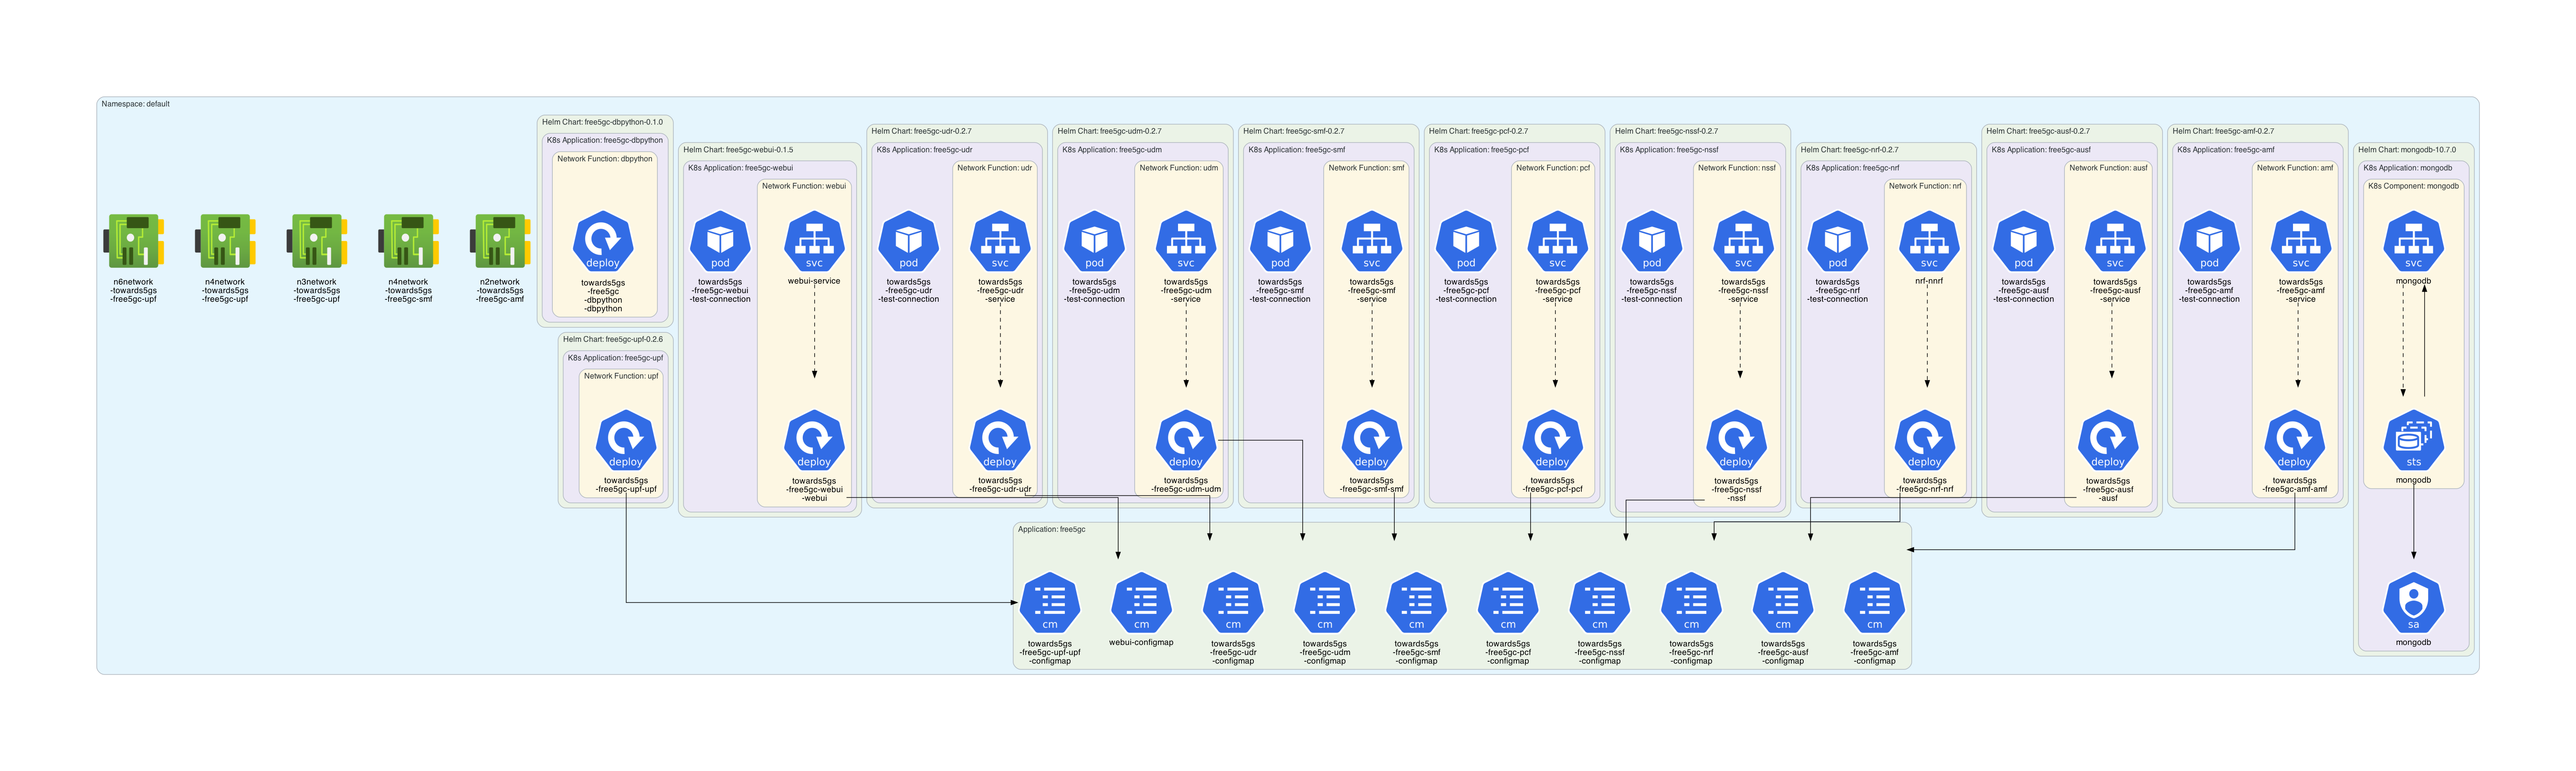 Namespace: default
n6network
-towards5gs
-free5gc-upf
n4network
-towards5gs
-free5gc-upf
n3network
-towards5gs
-free5gc-upf
n4network
-towards5gs
-free5gc-smf
n2network
-towards5gs
-free5gc-amf
Helm Chart: free5gc-dbpython-0.1.0
K8s Application: free5gc-dbpython
Network Function: dbpython
deploy
towards5gs
-free5gc
-dbpython
-dbpython
Helm Chart: free5gc-upf-0.2.6
K8s Application: free5gc-upf
Network Function: upf
deploy
towards5gs
-free5gc-upf-upf
Helm Chart: free5gc-webui-0.1.5
K8s Application: free5gc-webui
Network Function: webui
pod
towards5gs
-free5gc-webui
-test-connection
svc
webui-service
deploy
towards5gs
-free5gc-webui
-webui
Helm Chart: free5gc-udr-0.2.7
K8s Application: free5gc-udr
Network Function: udr
pod
towards5gs
-free5gc-udr
-test-connection
svc
towards5gs
-free5gc-udr
-service
deploy
towards5gs
-free5gc-udr-udr
Helm Chart: free5gc-udm-0.2.7
K8s Application: free5gc-udm
Network Function: udm
pod
towards5gs
-free5gc-udm
-test-connection
svc
towards5gs
-free5gc-udm
-service
deploy
towards5gs
-free5gc-udm-udm
Helm Chart: free5gc-smf-0.2.7
K8s Application: free5gc-smf
Network Function: smf
pod
towards5gs
-free5gc-smf
-test-connection
svc
towards5gs
-free5gc-smf
-service
deploy
towards5gs
-free5gc-smf-smf
Helm Chart: free5gc-pcf-0.2.7
K8s Application: free5gc-pcf
Network Function: pcf
pod
towards5gs
-free5gc-pcf
-test-connection
svc
towards5gs
-free5gc-pcf
-service
deploy
towards5gs
-free5gc-pcf-pcf
Helm Chart: free5gc-nssf-0.2.7
K8s Application: free5gc-nssf
Network Function: nssf
pod
towards5gs
-free5gc-nssf
-test-connection
svc
towards5gs
-free5gc-nssf
-service
deploy
towards5gs
-free5gc-nssf
-nssf
Helm Chart: free5gc-nrf-0.2.7
K8s Application: free5gc-nrf
Network Function: nrf
pod
towards5gs
-free5gc-nrf
-test-connection
svc
nrf-nnrf
deploy
towards5gs
-free5gc-nrf-nrf
Helm Chart: free5gc-ausf-0.2.7
K8s Application: free5gc-ausf
Network Function: ausf
pod
towards5gs
-free5gc-ausf
-test-connection
svc
towards5gs
-free5gc-ausf
-service
deploy
towards5gs
-free5gc-ausf
-ausf
Helm Chart: free5gc-amf-0.2.7
K8s Application: free5gc-amf
Network Function: amf
pod
towards5gs
-free5gc-amf
-test-connection
svc
towards5gs
-free5gc-amf
-service
deploy
towards5gs
-free5gc-amf-amf
Helm Chart: mongodb-10.7.0
K8s Application: mongodb
K8s Component: mongodb
svc
mongodb
sts
mongodb
sa
mongodb
Application: free5gc
cm
towards5gs
-free5gc-upf-upf
-configmap
cm
webui-configmap
cm
towards5gs
-free5gc-udr
-configmap
cm
towards5gs
-free5gc-udm
-configmap
cm
towards5gs
-free5gc-smf
-configmap
cm
towards5gs
-free5gc-pcf
-configmap
cm
towards5gs
-free5gc-nssf
-configmap
cm
towards5gs
-free5gc-nrf
-configmap
cm
towards5gs
-free5gc-ausf
-configmap
cm
towards5gs
-free5gc-amf
-configmap